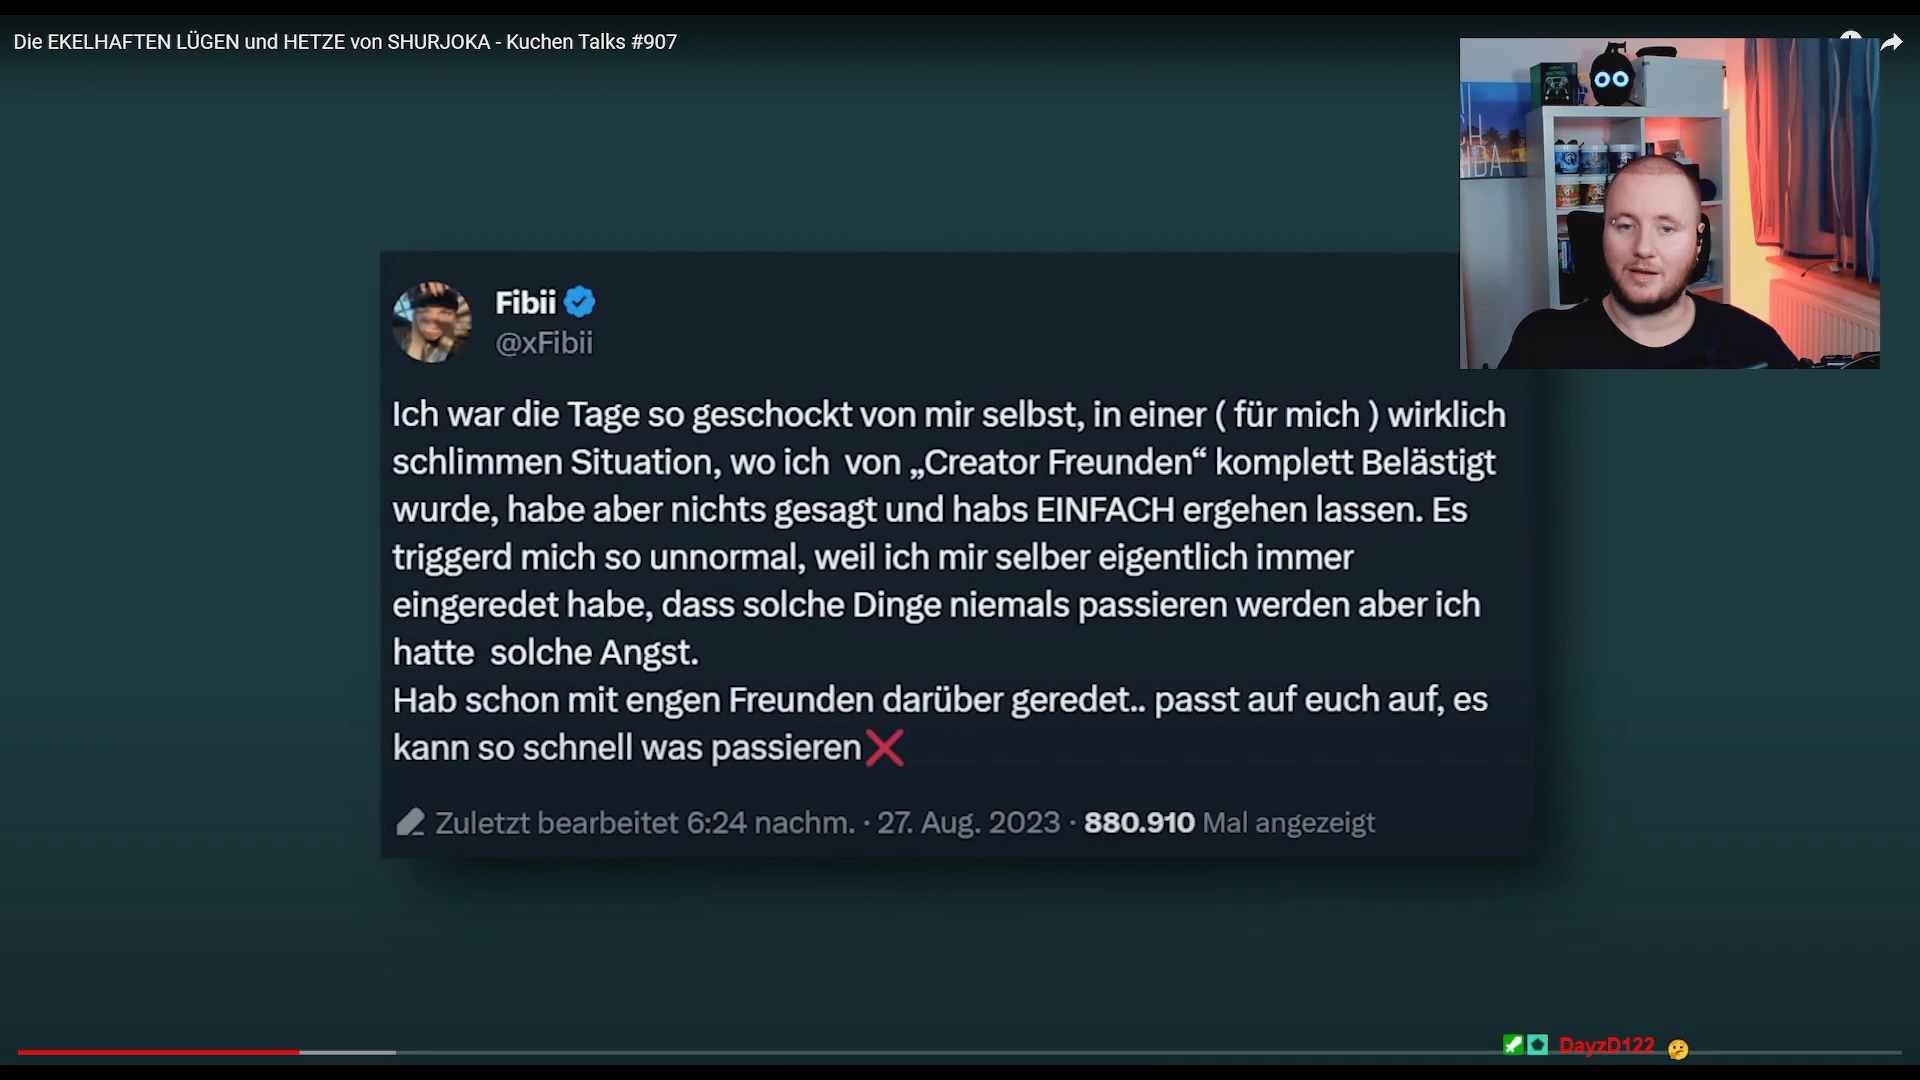 Die EKELHAFTEN LÜGEN und HETZE von SHURJOKA - Kuchen Talks #907
Fibii
@xFibii
Ich war die Tage so geschockt von mir selbst, in einer ( für mich ) wirklich
schlimmen Situation, wo ich von „Creator Freunden“ komplett Belästigt
wurde, habe aber nichts gesagt und habs EINFACH ergehen lassen. Es
triggerd mich so unnormal, weil ich mir selber eigentlich immer
eingeredet habe, dass solche Dinge niemals passieren werden aber ich
hatte solche Angst.
Hab schon mit engen Freunden darüber geredet.. passt auf euch auf, es
kann so schnell was passieren❌
Zuletzt bearbeitet 6:24 nachm. · 27. Aug. 2023 · 880.910 Mal angezeigt
DayzD122